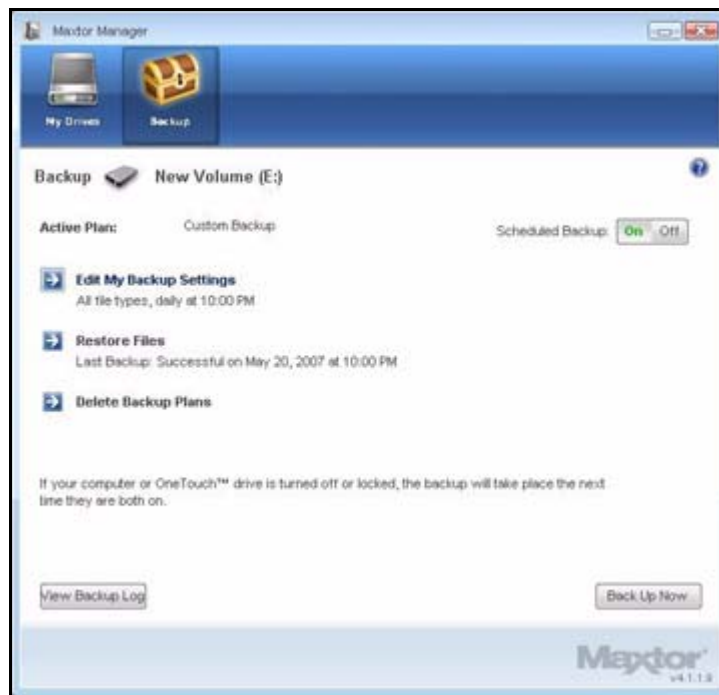 Maxtor Manager
My Drives
Backup
Backup New Volume (E:)
Active Plan: Custom Backup
Scheduled Backup: On Off
Edit My Backup Settings
All file types, daily at 10:00 PM
Restore Files
Last Backup: Successful on May 20, 2007 at 10:00 PM
Delete Backup Plans
If your computer or OneTouch™ drive is turned off or locked, the backup will take place the next
time they are both on.
View Backup Log
Back Up Now
Maxtor